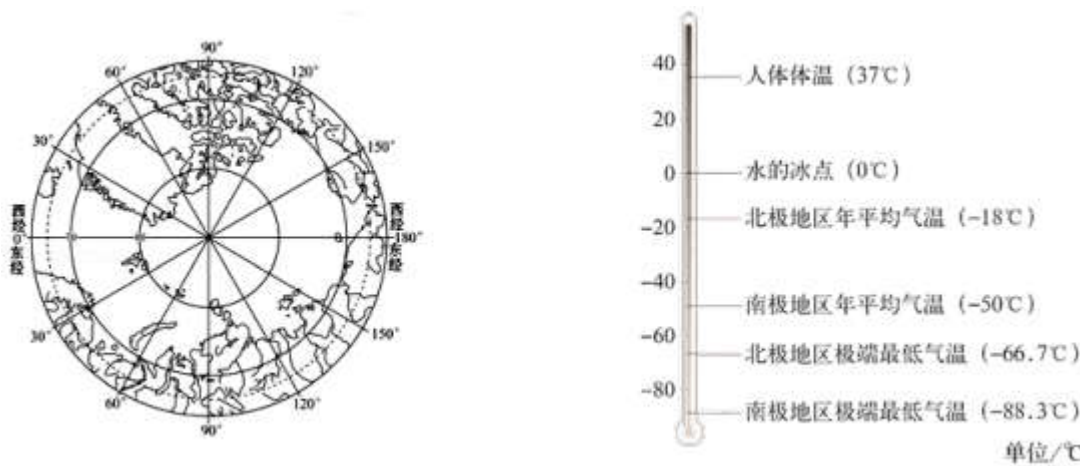 90°
60°
120°
30°
150°
西经0°东经
西经180°东经
30°
150°
60°
120°
90°
40
人体体温（37℃）
20
0
水的冰点（0℃）
北极地区年平均气温（-18℃）
-20
-40
南极地区年平均气温（-50℃）
-60
北极地区极端最低气温（-66.7℃）
-80
南极地区极端最低气温（-88.3℃）
单位/℃